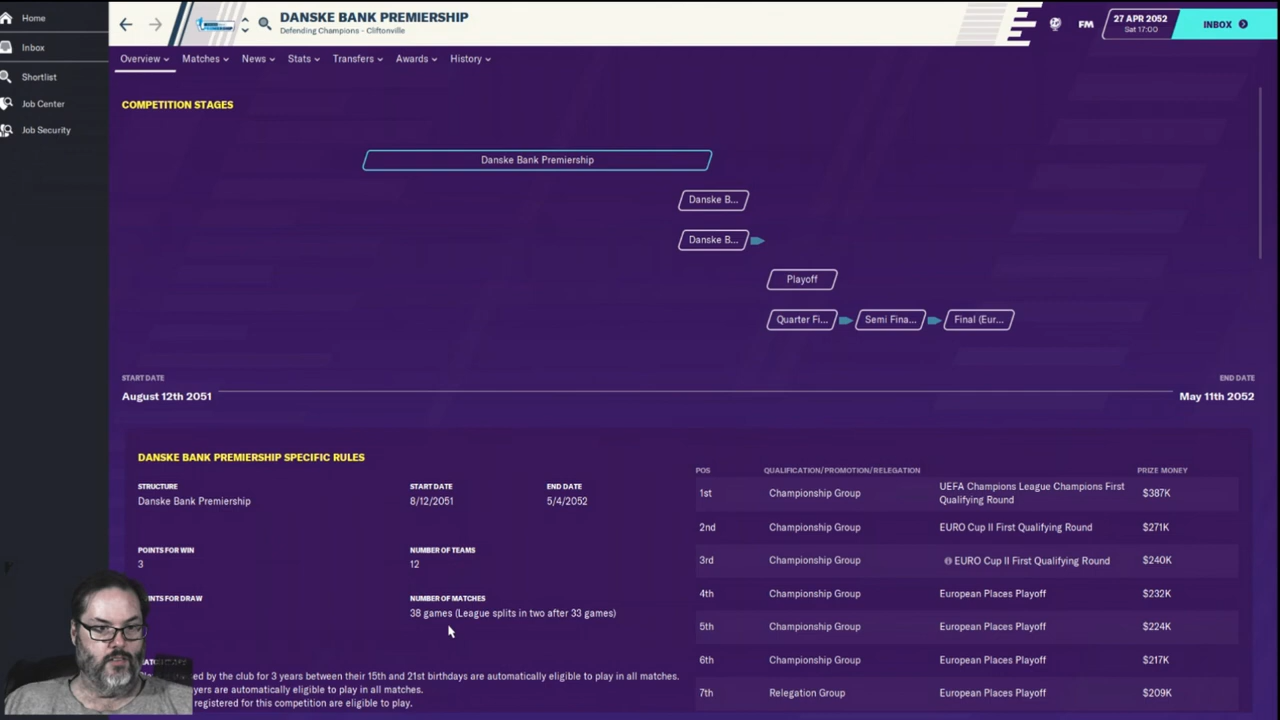 Home
Inbox
Shortlist
Job Center
Job Security
DANSKE BANK PREMIERSHIP
Defending Champions - Cliftonville
FM
27 APR 2052
Sat 17:00
INBOX
Overview
Matches
News
Stats
Transfers
Awards
History
COMPETITION STAGES
Danske Bank Premiership
Danske B...
Danske B...
Playoff
Quarter Fi...
Semi Fina...
Final (Eur...
START DATE
August 12th 2051
END DATE
May 11th 2052
DANSKE BANK PREMIERSHIP SPECIFIC RULES
STRUCTURE
Danske Bank Premiership
START DATE
8/12/2051
END DATE
5/4/2052
POINTS FOR WIN
3
NUMBER OF TEAMS
12
NTS FOR DRAW
NUMBER OF MATCHES
38 games (League splits in two after 33 games)
ed by the club for 3 years between their 15th and 21st birthdays are automatically eligible to play in all matches.
yers are automatically eligible to play in all matches.
registered for this competition are eligible to play.
POS QUALIFICATION/PROMOTION/RELEGATION PRIZE MONEY
1st Championship Group UEFA Champions League Champions First Qualifying Round $387K
2nd Championship Group EURO Cup II First Qualifying Round $271K
3rd Championship Group EURO Cup II First Qualifying Round $240K
4th Championship Group European Places Playoff $232K
5th Championship Group European Places Playoff $224K
6th Championship Group European Places Playoff $217K
7th Relegation Group European Places Playoff $209K